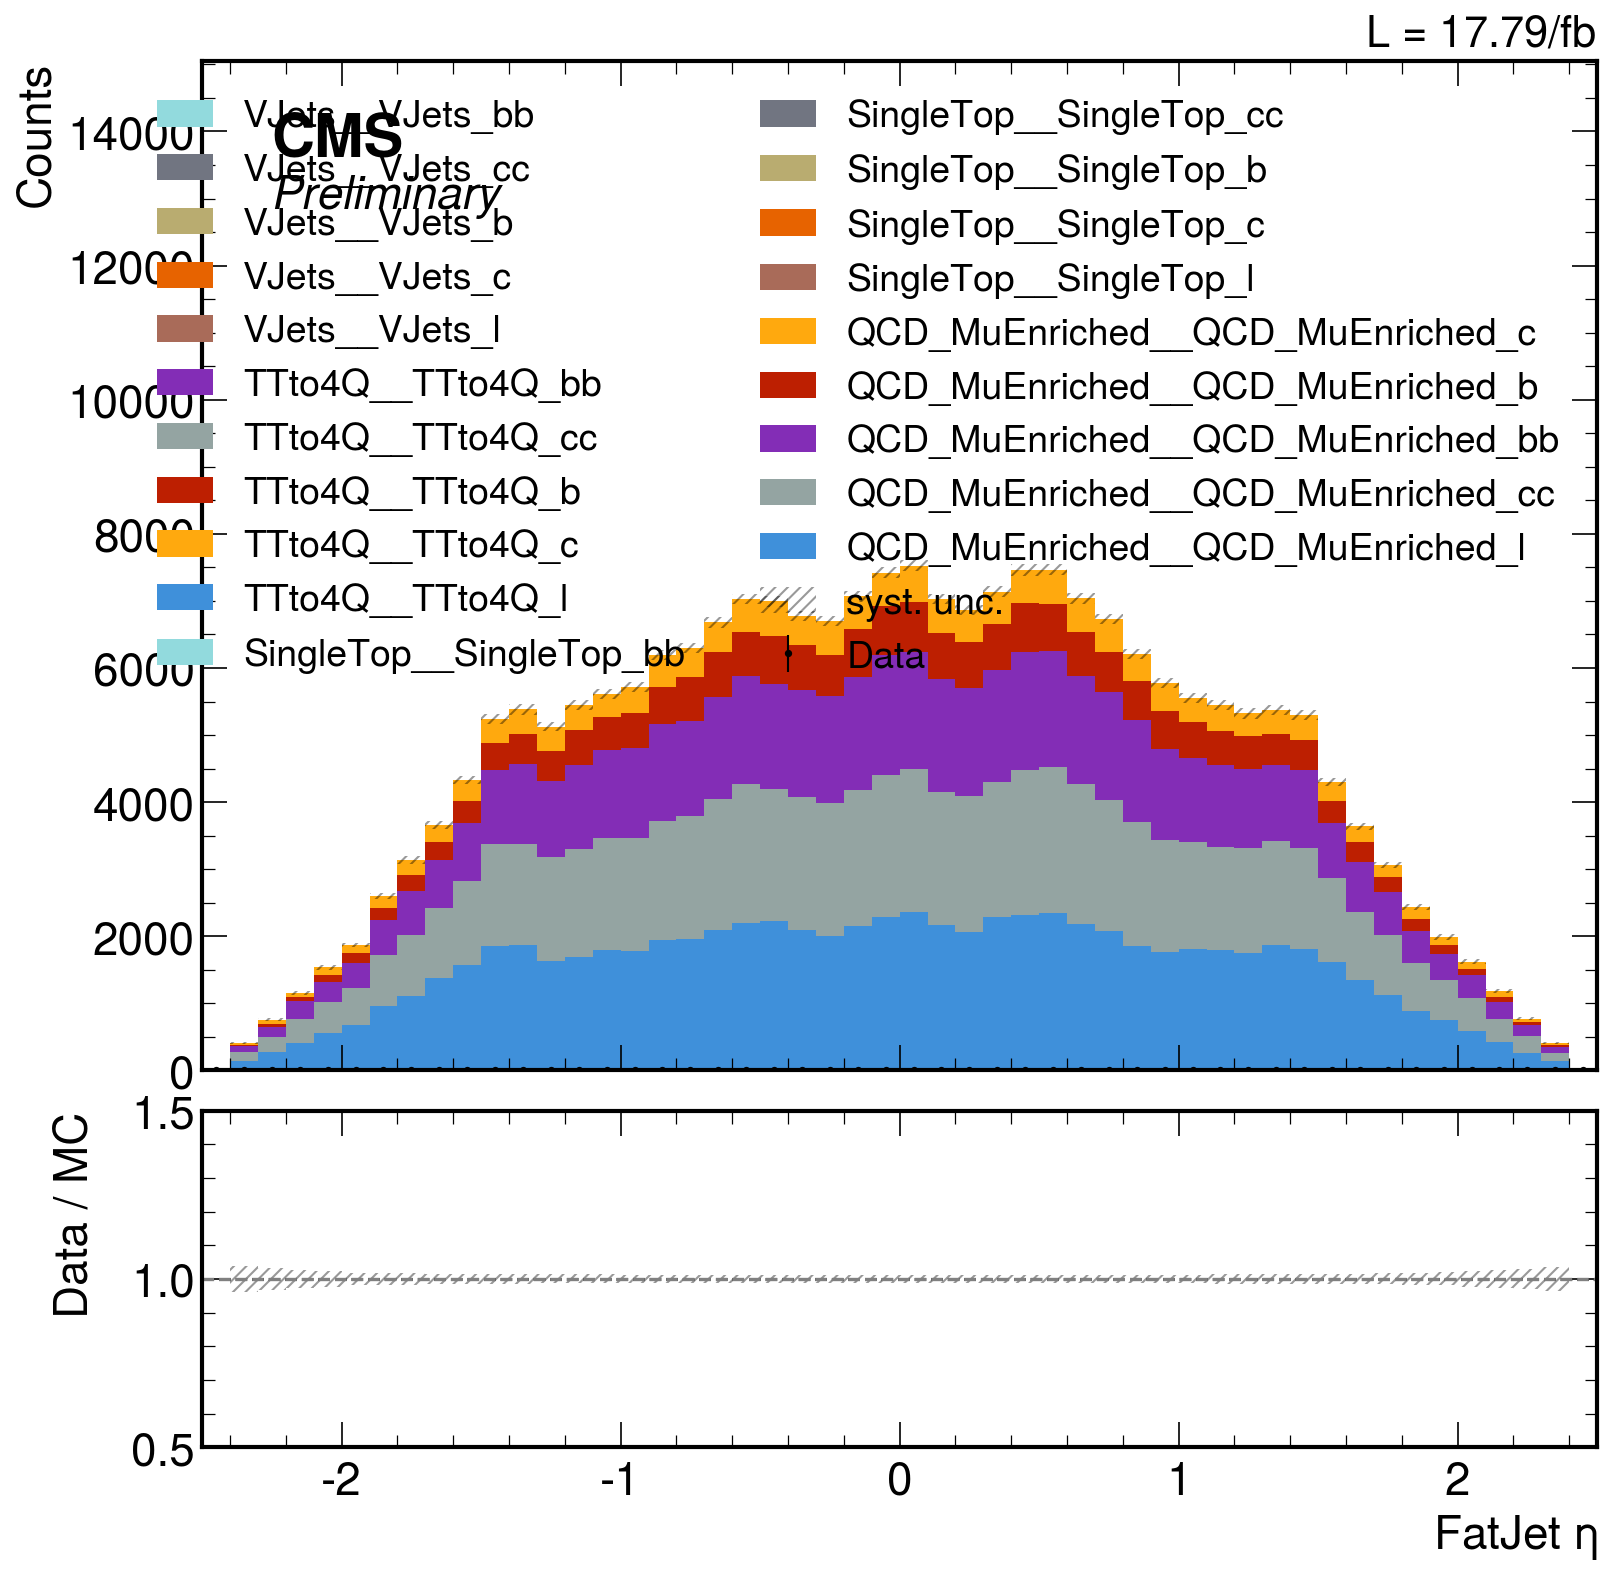 L = 17.79/fb
Counts
14000
12000
10000
8000
6000
4000
2000
0
CMS
Preliminary
VJets__VJets_bb
VJets__VJets_cc
VJets__VJets_b
VJets__VJets_c
VJets__VJets_l
TTto4Q__TTto4Q_bb
TTto4Q__TTto4Q_cc
TTto4Q__TTto4Q_b
TTto4Q__TTto4Q_c
TTto4Q__TTto4Q_l
SingleTop__SingleTop_bb
SingleTop__SingleTop_cc
SingleTop__SingleTop_b
SingleTop__SingleTop_c
SingleTop__SingleTop_l
QCD_MuEnriched__QCD_MuEnriched_c
QCD_MuEnriched__QCD_MuEnriched_b
QCD_MuEnriched__QCD_MuEnriched_bb
QCD_MuEnriched__QCD_MuEnriched_cc
QCD_MuEnriched__QCD_MuEnriched_l
syst. unc.
Data
Data / MC
1.5
1.0
0.5
-2 -1 0 1 2
FatJet η